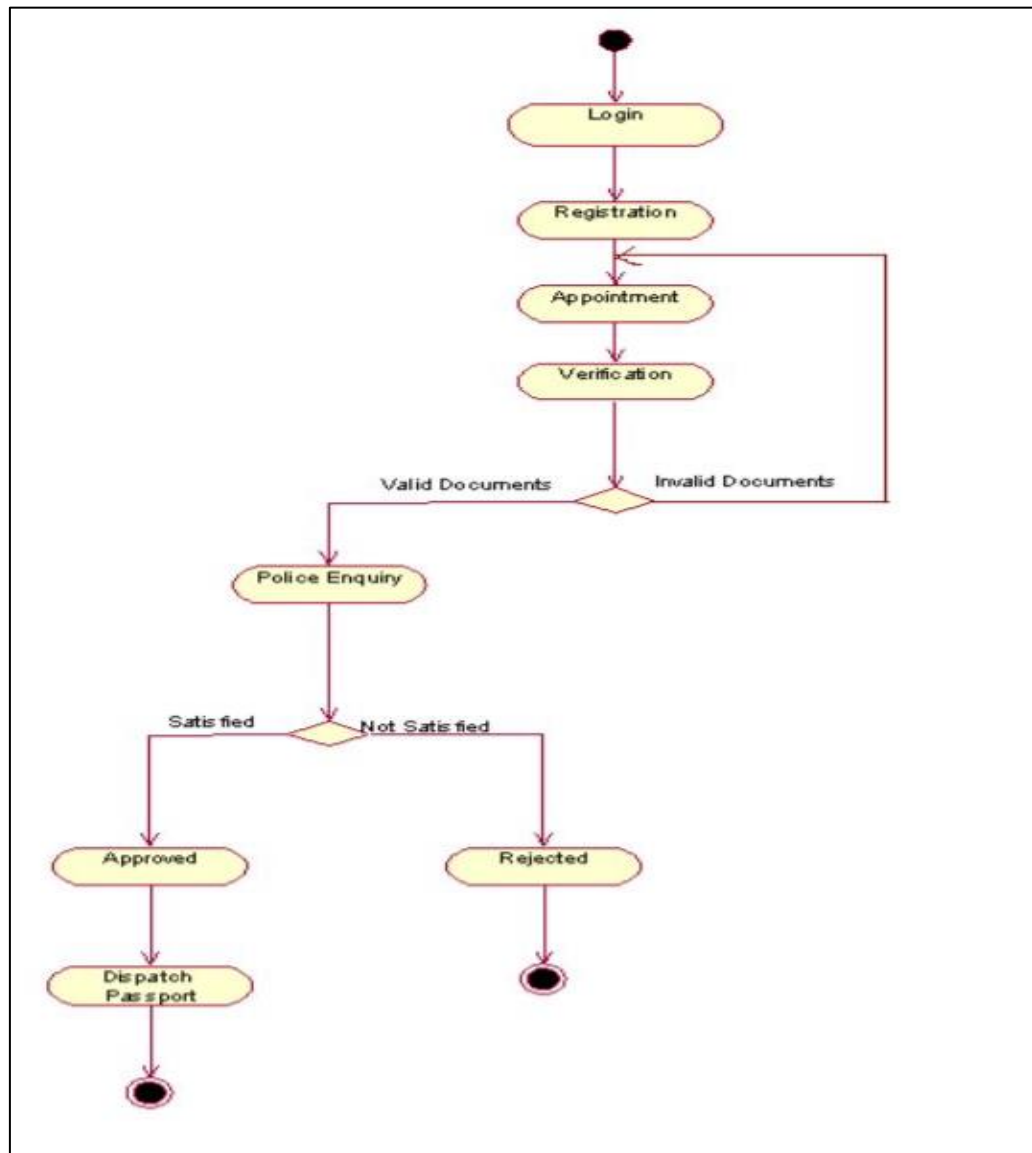 Login
Registration
Appointment
Verification
Valid Documents
Invalid Documents
Police Enquiry
Satisfied
Not Satisfied
Approved
Rejected
Dispatch
Passport